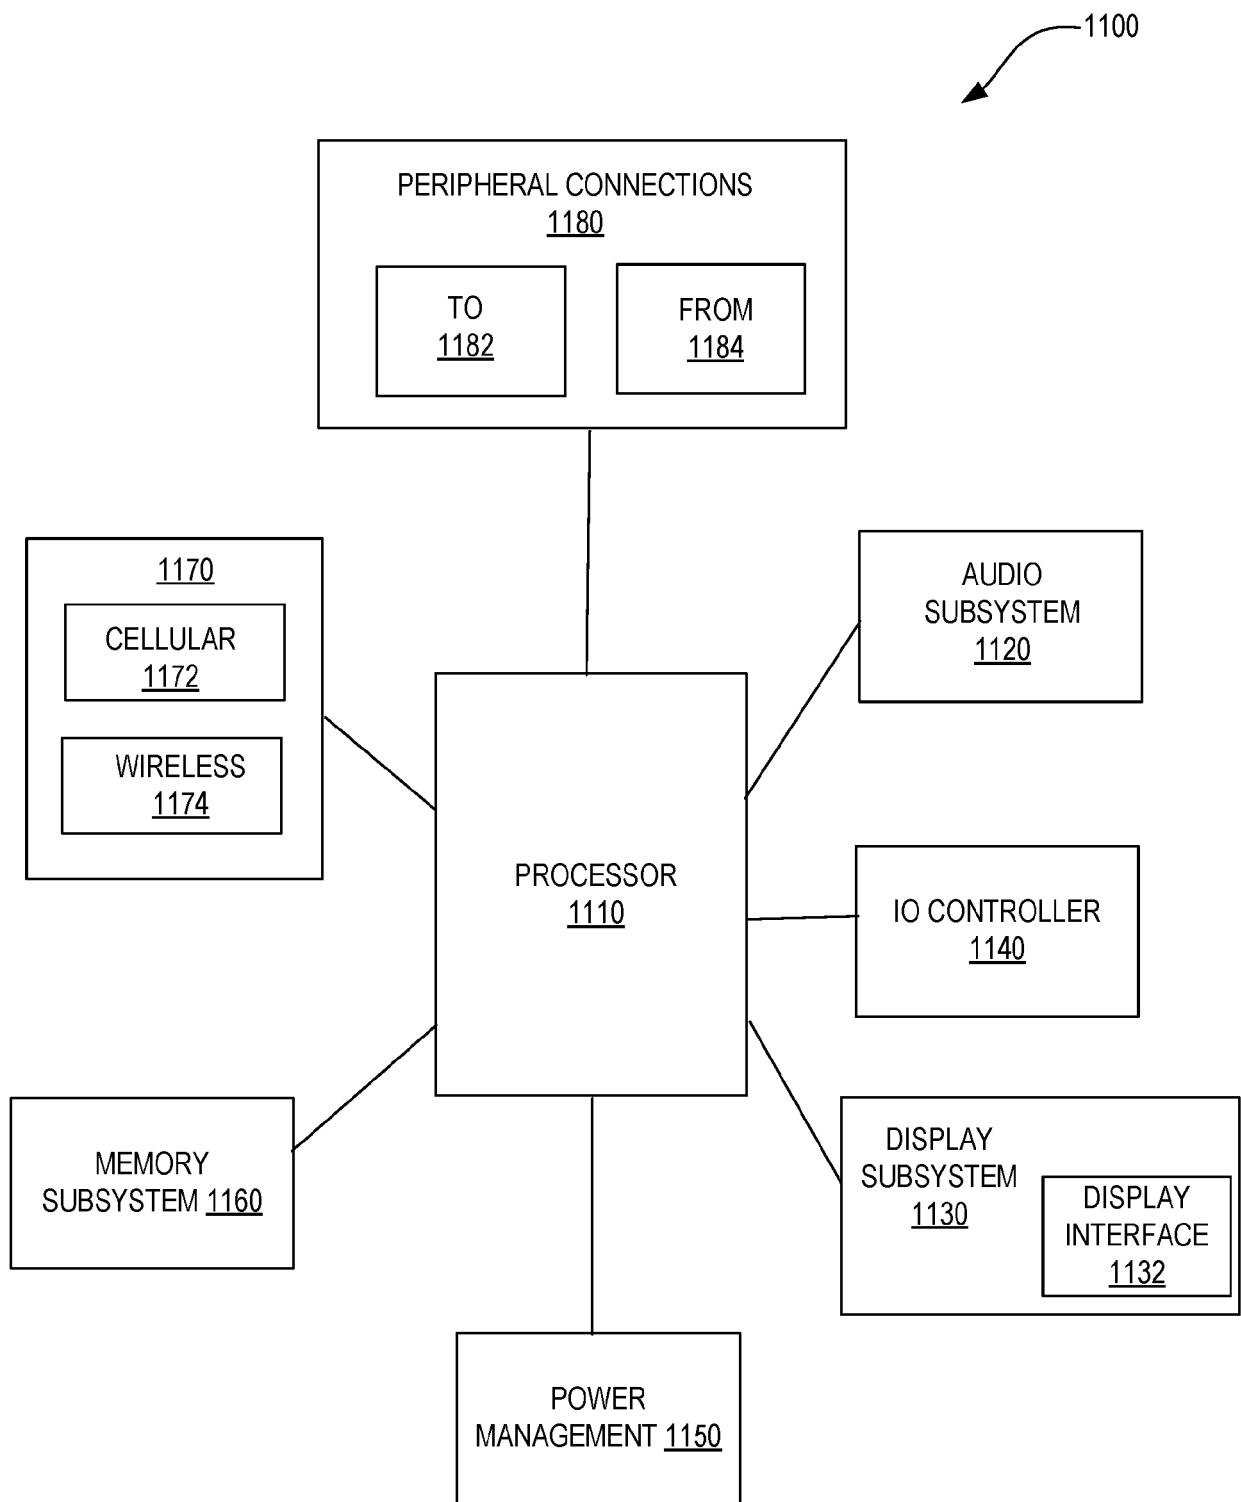 1100
PERIPHERAL CONNECTIONS
1180
TO
1182
FROM
1184
1170
CELLULAR
1172
WIRELESS
1174
AUDIO
SUBSYSTEM
1120
PROCESSOR
1110
IO CONTROLLER
1140
MEMORY
SUBSYSTEM 1160
DISPLAY
SUBSYSTEM
1130
DISPLAY
INTERFACE
1132
POWER
MANAGEMENT 1150